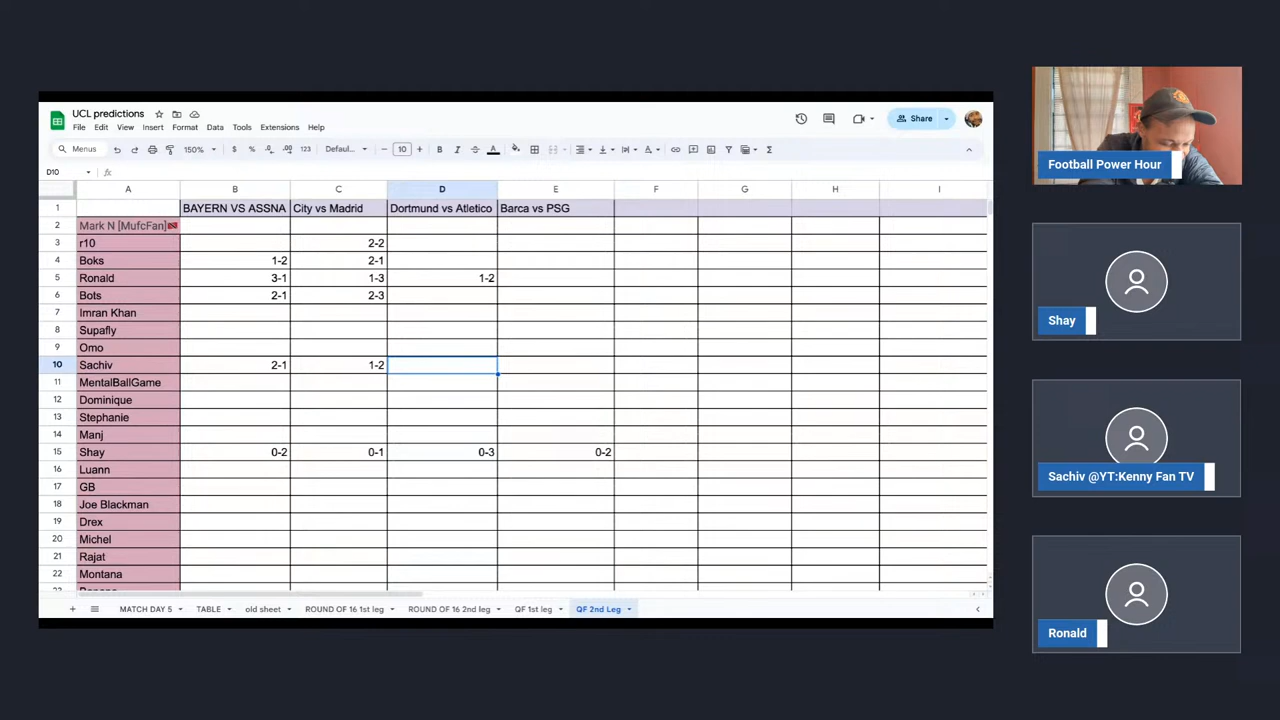 UCL predictions
File Edit View Insert Format Data Tools Extensions Help
Share
Menus 150% $ % .0 .00 123 Defaul... 10 B I A Σ
D10 fx
A B C D E F G H I
1 BAYERN VS ASSNA City vs Madrid Dortmund vs Atletico Barca vs PSG
2 Mark N [MufcFan]
3 r10 2-2
4 Boks 1-2 2-1
5 Ronald 3-1 1-3 1-2
6 Bots 2-1 2-3
7 Imran Khan
8 Supafly
9 Omo
10 Sachiv 2-1 1-2
11 MentalBallGame
12 Dominique
13 Stephanie
14 Manj
15 Shay 0-2 0-1 0-3 0-2
16 Luann
17 GB
18 Joe Blackman
19 Drex
20 Michel
21 Rajat
22 Montana
MATCH DAY 5 TABLE old sheet ROUND OF 16 1st leg ROUND OF 16 2nd leg QF 1st leg QF 2nd Leg
Football Power Hour
Shay
Sachiv @YT:Kenny Fan TV
Ronald